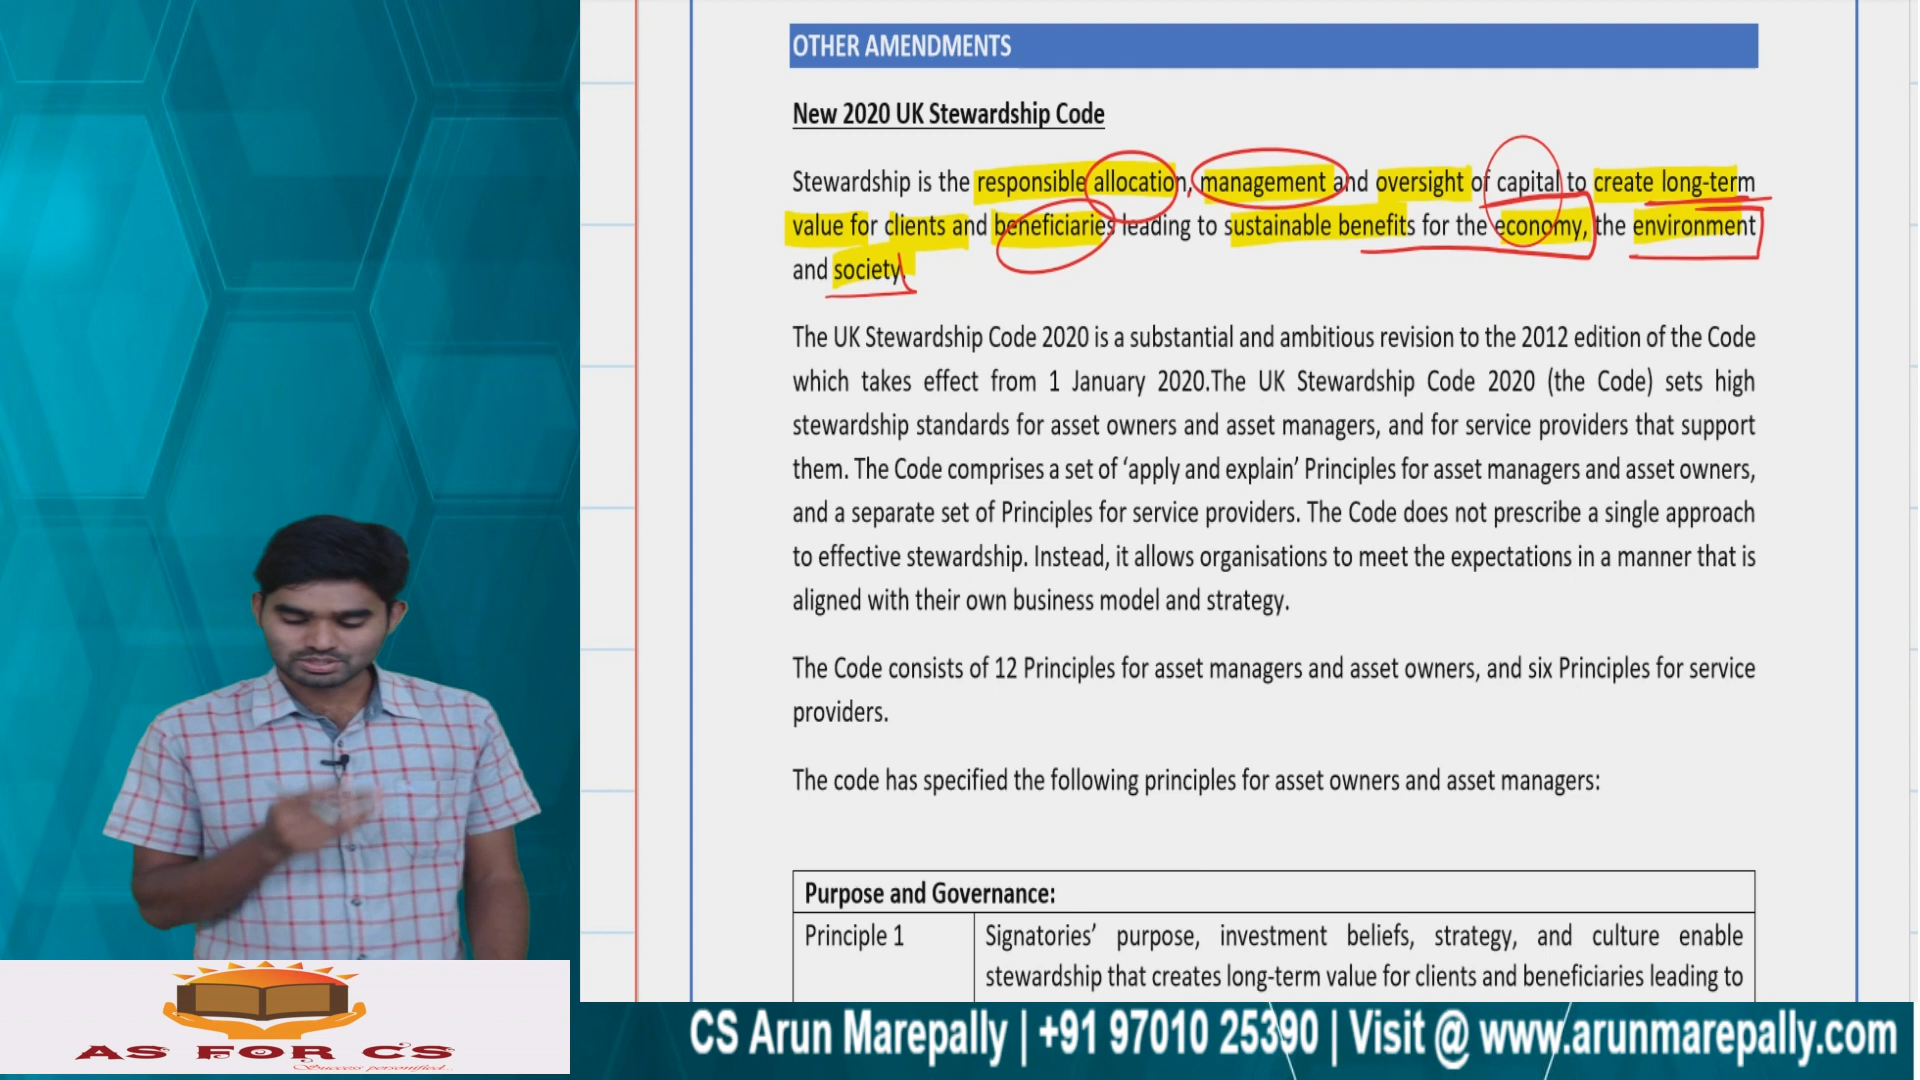 OTHER AMENDMENTS
New 2020 UK Stewardship Code
Stewardship is the responsible allocation, management and oversight of capital to create long-term
value for clients and beneficiaries leading to sustainable benefits for the economy, the environment
and society.
The UK Stewardship Code 2020 is a substantial and ambitious revision to the 2012 edition of the Code
which takes effect from 1 January 2020.The UK Stewardship Code 2020 (the Code) sets high
stewardship standards for asset owners and asset managers, and for service providers that support
them. The Code comprises a set of ‘apply and explain’ Principles for asset managers and asset owners,
and a separate set of Principles for service providers. The Code does not prescribe a single approach
to effective stewardship. Instead, it allows organisations to meet the expectations in a manner that is
aligned with their own business model and strategy.
The Code consists of 12 Principles for asset managers and asset owners, and six Principles for service
providers.
The code has specified the following principles for asset owners and asset managers:
Purpose and Governance:
Principle 1
Signatories’ purpose, investment beliefs, strategy, and culture enable
stewardship that creates long-term value for clients and beneficiaries leading to
AS FOR CS
Success personified...
CS Arun Marepally | +91 97010 25390 | Visit @ www.arunmarepally.com